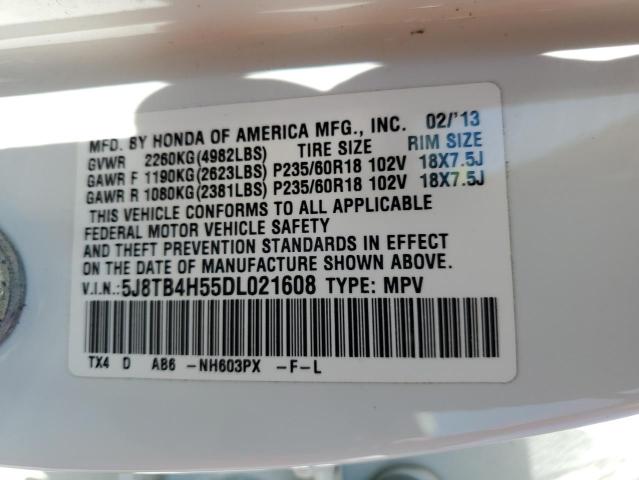 MFD. BY HONDA OF AMERICA MFG., INC. 02/'13
GVWR 2260KG(4982LBS) TIRE SIZE RIM SIZE
GAWR F 1190KG(2623LBS) P235/60R18 102V 18X7.5J
GAWR R 1080KG(2381LBS) P235/60R18 102V 18X7.5J
THIS VEHICLE CONFORMS TO ALL APPLICABLE
FEDERAL MOTOR VEHICLE SAFETY
AND THEFT PREVENTION STANDARDS IN EFFECT
ON THE DATE OF MANUFACTURE SHOWN ABOVE.
V.I.N.:5J8TB4H55DL021608 TYPE: MPV
TX4 D AB6 -NH603PX -F-L